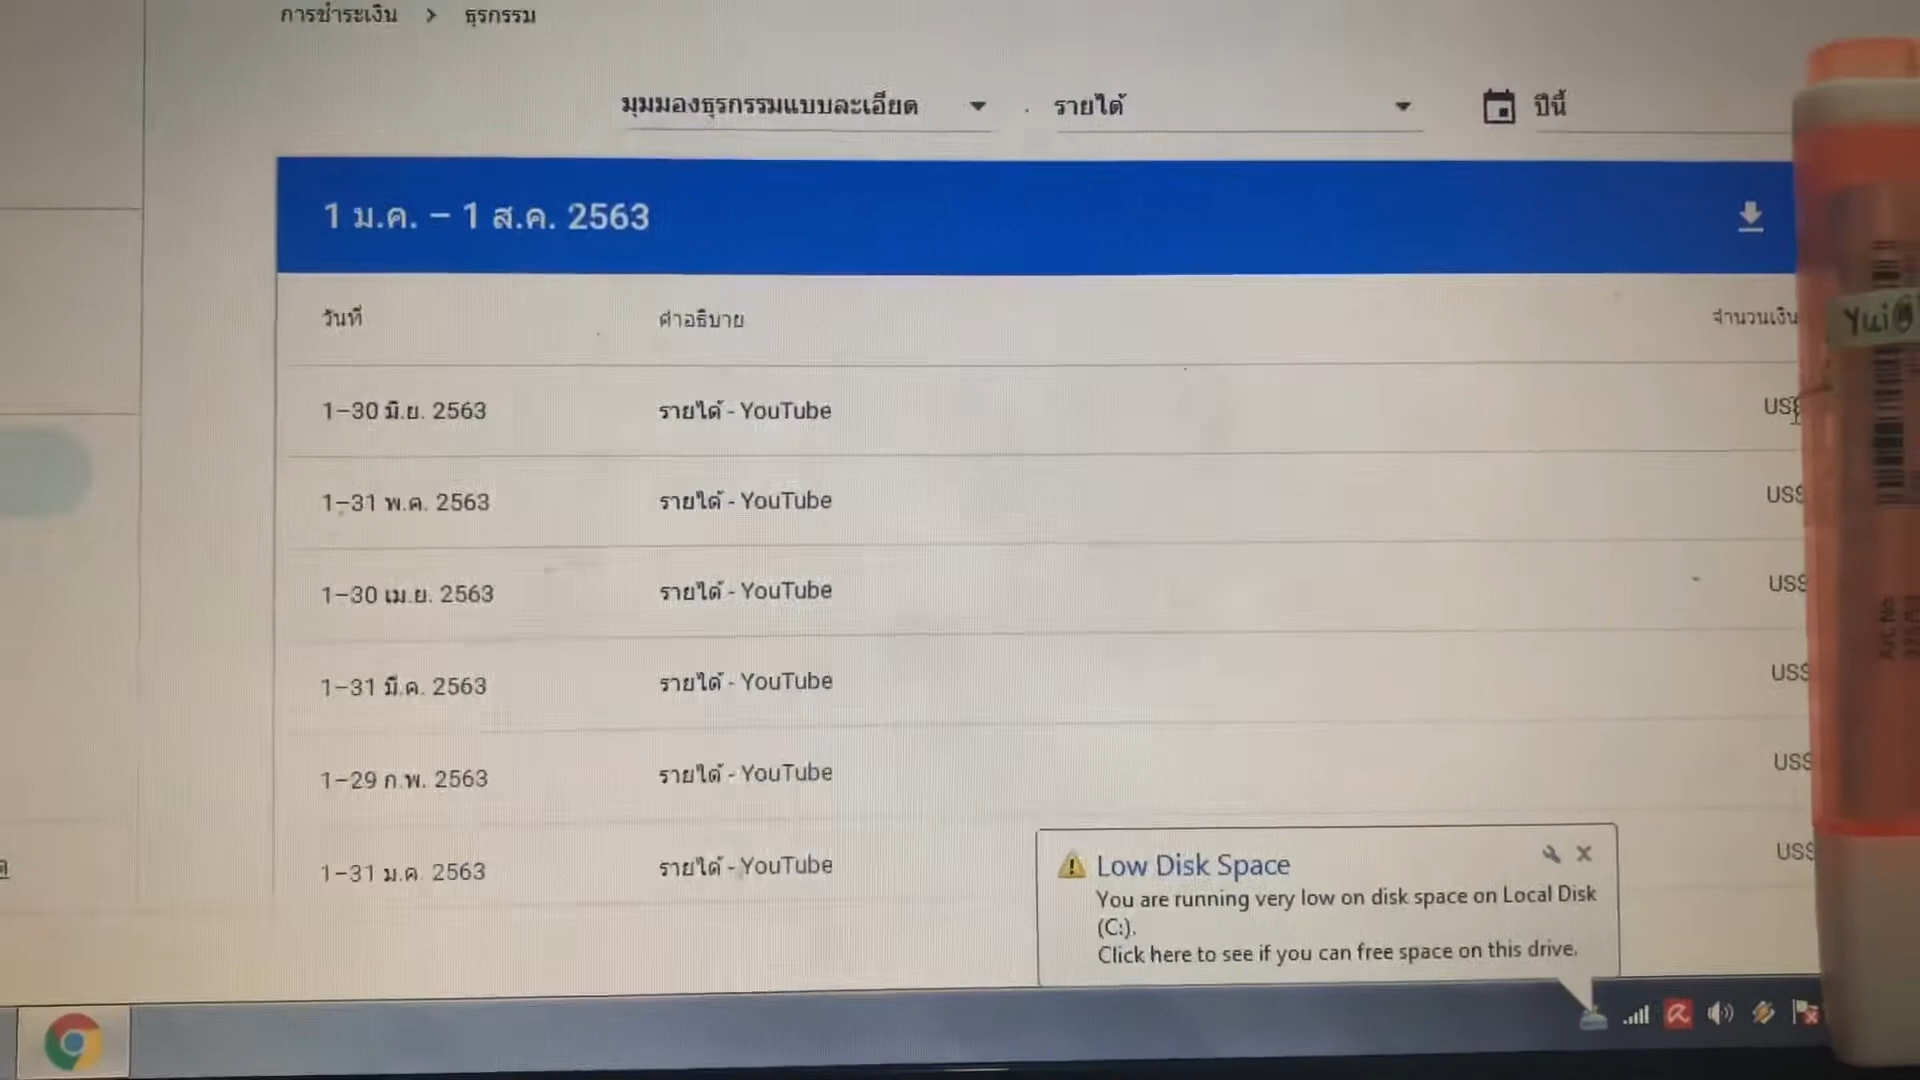 การชำระเงิน > ธุรกรรม
มุมมองธุรกรรมแบบละเอียด รายได้ ปีนี้
1 ม.ค. – 1 ส.ค. 2563
วันที่ คำอธิบาย จำนวนเงิน
1–30 มิ.ย. 2563 รายได้ - YouTube US$
1–31 พ.ค. 2563 รายได้ - YouTube US$
1–30 เม.ย. 2563 รายได้ - YouTube US$
1–31 มี.ค. 2563 รายได้ - YouTube US$
1–29 ก.พ. 2563 รายได้ - YouTube US$
1–31 ม.ค. 2563 รายได้ - YouTube US$
Low Disk Space
You are running very low on disk space on Local Disk
(C:).
Click here to see if you can free space on this drive.
Yui@
Art.No